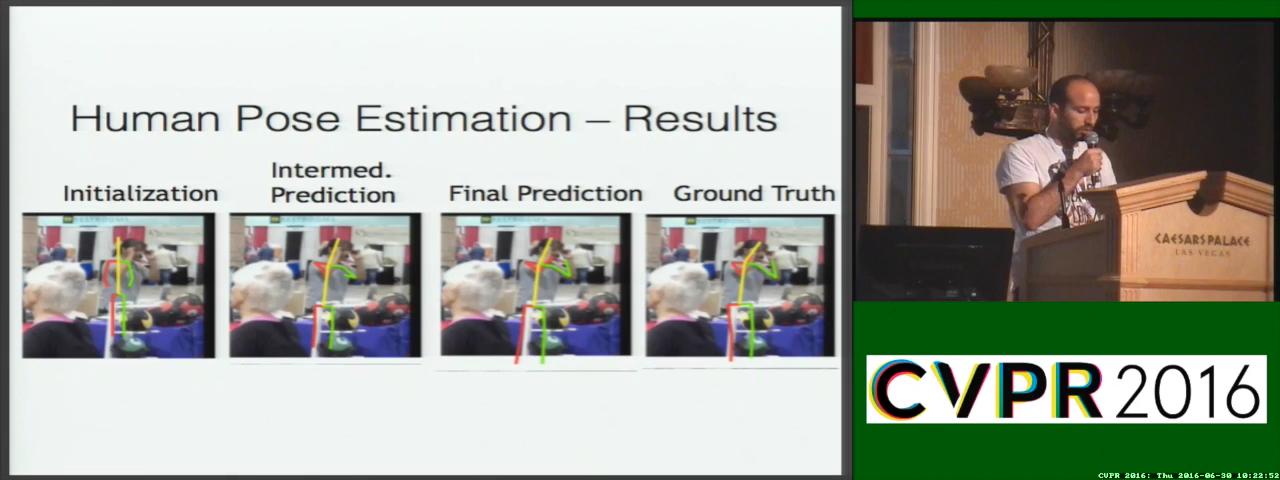 Human Pose Estimation – Results
Initialization
Intermed.
Prediction
Final Prediction
Ground Truth
CAESARS PALACE
LAS VEGAS
CVPR 2016
CVPR 2016: Thu 2016-06-30 10:22:52